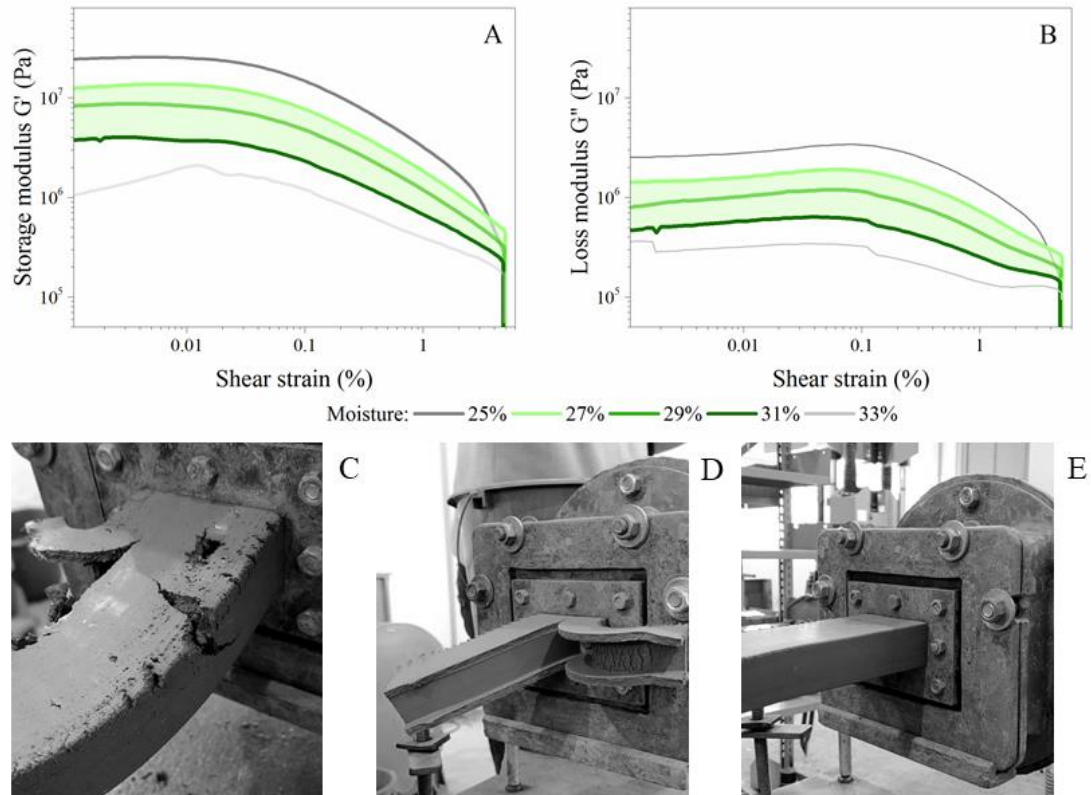 A
B
Storage modulus G' (Pa)
Loss modulus G" (Pa)
10⁷
10⁶
10⁵
10⁷
10⁶
10⁵
0.01 0.1 1
0.01 0.1 1
Shear strain (%)
Shear strain (%)
Moisture: 25% 27% 29% 31% 33%
C
D
E